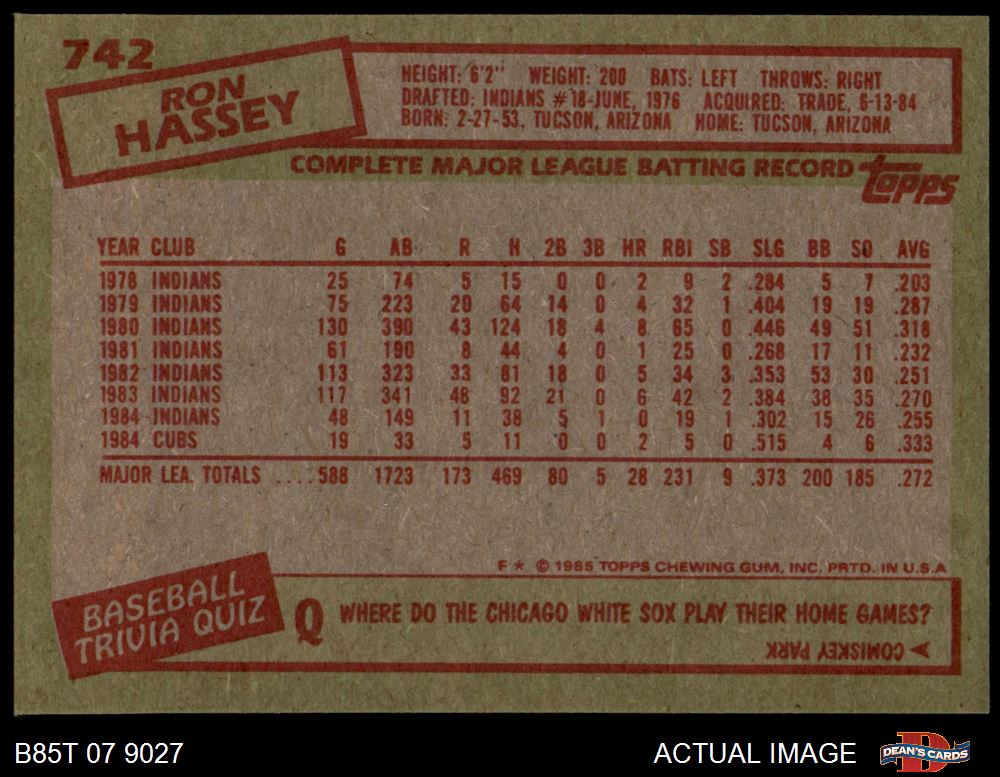 742
RON
HASSEY
HEIGHT: 6'2" WEIGHT: 200 BATS: LEFT THROWS: RIGHT
DRAFTED: INDIANS #18-JUNE, 1976 ACQUIRED: TRADE, 6-13-84
BORN: 2-27-53, TUCSON, ARIZONA HOME: TUCSON, ARIZONA
COMPLETE MAJOR LEAGUE BATTING RECORD topps
YEAR CLUB G AB R H 2B 3B HR RBI SB SLG BB SO AVG
1978 INDIANS 25 74 5 15 0 0 2 9 2 .284 5 7 .203
1979 INDIANS 75 223 20 64 14 0 4 32 1 .404 19 19 .287
1980 INDIANS 130 390 43 124 18 4 8 65 0 .446 49 51 .318
1981 INDIANS 61 190 8 44 4 0 1 25 0 .268 17 11 .232
1982 INDIANS 113 323 33 81 18 0 5 34 3 .353 53 30 .251
1983 INDIANS 117 341 48 92 21 0 6 42 2 .384 38 35 .270
1984 INDIANS 48 149 11 38 5 1 0 19 1 .302 15 26 .255
1984 CUBS 19 33 5 11 0 0 2 5 0 .515 4 6 .333
MAJOR LEA. TOTALS ....588 1723 173 469 80 5 28 231 9 .373 200 185 .272
F * © 1985 TOPPS CHEWING GUM, INC. PRTD. IN U.S.A
BASEBALL
TRIVIA QUIZ
Q WHERE DO THE CHICAGO WHITE SOX PLAY THEIR HOME GAMES?
COMISKEY PARK
B85T 07 9027
ACTUAL IMAGE
D
DEAN'S CARDS